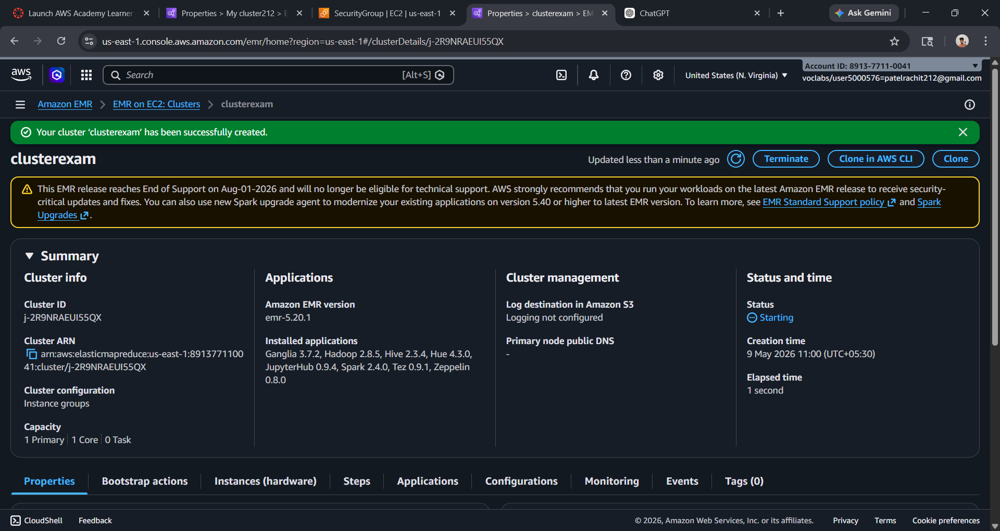 Launch AWS Academy Learner
Properties > My cluster212 > E
SecurityGroup | EC2 | us-east-1
Properties > clusterexam > EM
ChatGPT
Ask Gemini
us-east-1.console.aws.amazon.com/emr/home?region=us-east-1#/clusterDetails/j-2R9NRAEUI55QX
aws
Search
[Alt+S]
United States (N. Virginia)
Account ID: 8913-7711-0041
voclabs/user5000576=patelrachit212@gmail.com
Amazon EMR
EMR on EC2: Clusters
clusterexam
Your cluster ‘clusterexam’ has been successfully created.
clusterexam
Updated less than a minute ago
Terminate
Clone in AWS CLI
Clone
This EMR release reaches End of Support on Aug-01-2026 and will no longer be eligible for technical support. AWS strongly recommends that you run your workloads on the latest Amazon EMR release to receive security-
critical updates and fixes. You can also use new Spark upgrade agent to modernize your existing applications on version 5.40 or higher to latest EMR version. To learn more, see EMR Standard Support policy and Spark
Upgrades .
Summary
Cluster info
Cluster ID
j-2R9NRAEUI55QX
Cluster ARN
arn:aws:elasticmapreduce:us-east-1:8913771100
41:cluster/j-2R9NRAEUI55QX
Cluster configuration
Instance groups
Capacity
1 Primary | 1 Core | 0 Task
Applications
Amazon EMR version
emr-5.20.1
Installed applications
Ganglia 3.7.2, Hadoop 2.8.5, Hive 2.3.4, Hue 4.3.0,
JupyterHub 0.9.4, Spark 2.4.0, Tez 0.9.1, Zeppelin
0.8.0
Cluster management
Log destination in Amazon S3
Logging not configured
Primary node public DNS
-
Status and time
Status
Starting
Creation time
9 May 2026 11:00 (UTC+05:30)
Elapsed time
1 second
Properties
Bootstrap actions
Instances (hardware)
Steps
Applications
Configurations
Monitoring
Events
Tags (0)
CloudShell
Feedback
© 2026, Amazon Web Services, Inc. or its affiliates.
Privacy
Terms
Cookie preferences